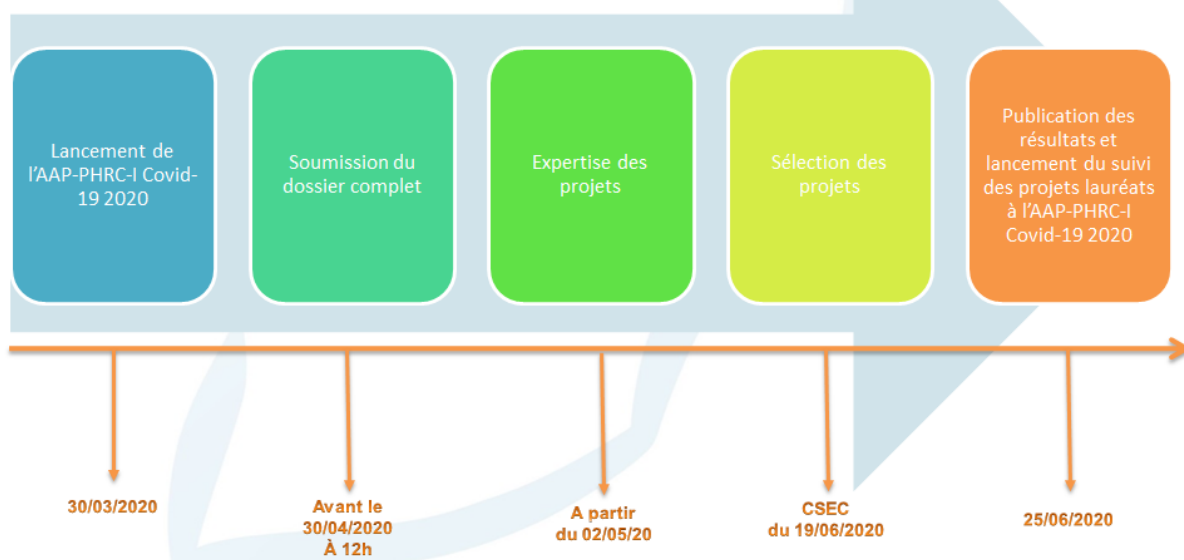 Lancement de
l'AAP-PHRC-I Covid-
19 2020
Soumission du
dossier complet
Expertise des
projets
Sélection des
projets
Publication des
résultats et
lancement du suivi
des projets lauréats
à l'AAP-PHRC-I
Covid-19 2020
30/03/2020
Avant le
30/04/2020
À 12h
A partir
du 02/05/20
CSEC
du 19/06/2020
25/06/2020